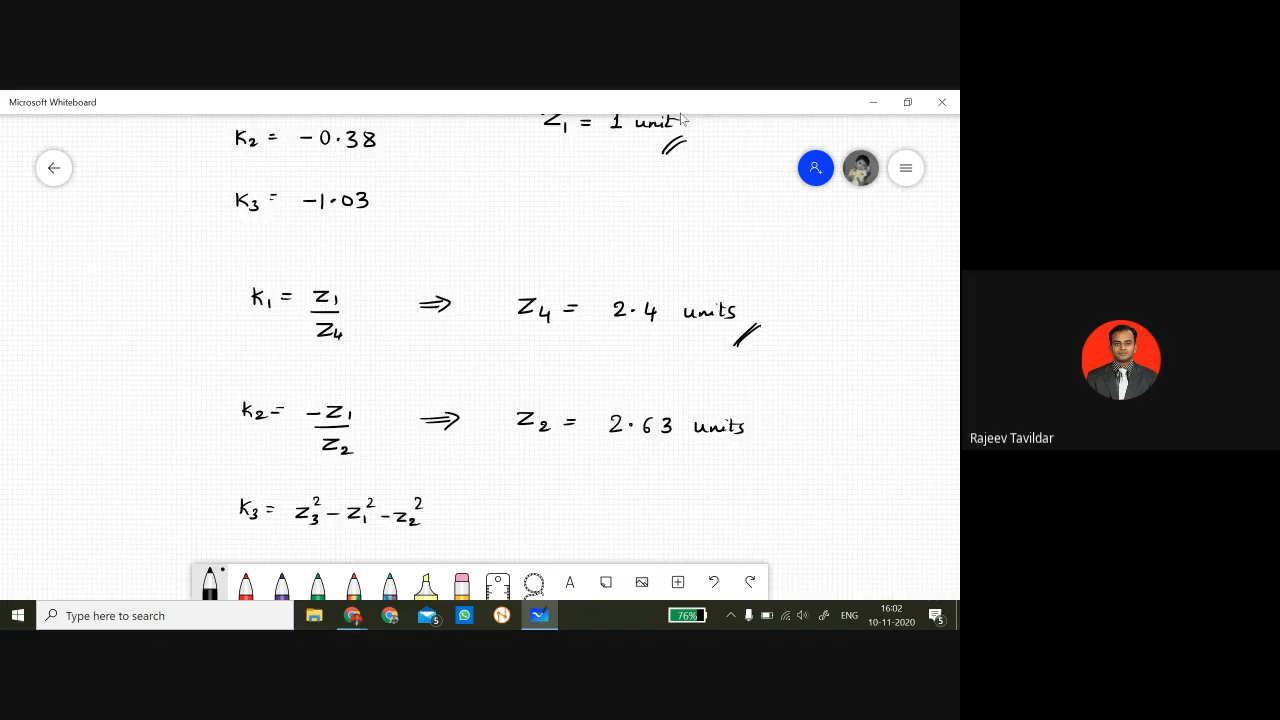 Microsoft Whiteboard
Z₁ = 1 unit
K₂ = -0.38
K₃ = -1.03
K₁ = Z₁/Z₄ ⇒ Z₄ = 2.4 units
K₂ = -Z₁/Z₂ ⇒ Z₂ = 2.63 units
K₃ = Z₃² - Z₁² - Z₂²
Rajeev Tavildar
A
Type here to search
5
76%
ENG
16:02
10-11-2020
5